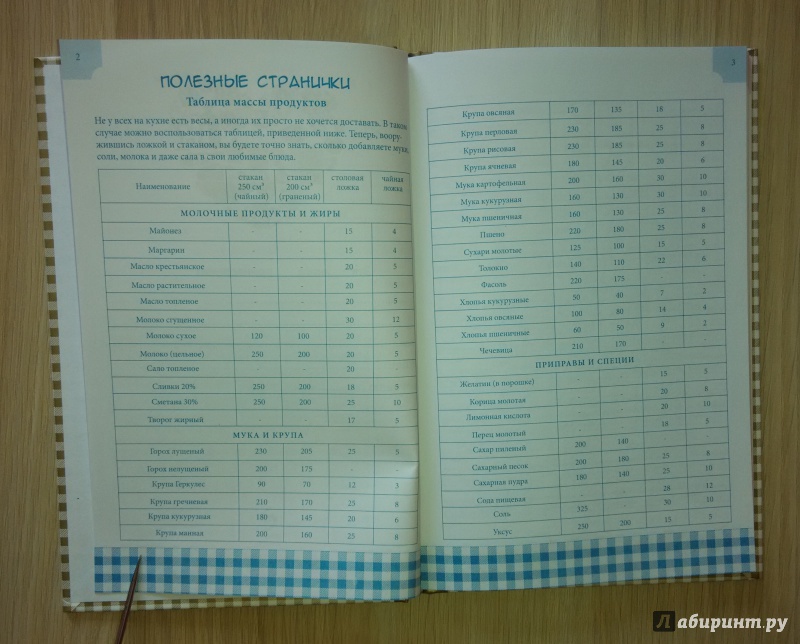 2
ПОЛЕЗНЫЕ СТРАНИЧКИ
Таблица массы продуктов
Не у всех на кухне есть весы, а иногда их просто не хочется доставать. В таком
случае можно воспользоваться таблицей, приведенной ниже. Теперь, воору-
жившись ложкой и стаканом, вы будете точно знать, сколько добавляете муки,
соли, молока и даже сала в свои любимые блюда.
Наименование стакан 250 см³ (чайный) стакан 200 см³ (граненый) столовая ложка чайная ложка
МОЛОЧНЫЕ ПРОДУКТЫ И ЖИРЫ
Майонез - - 15 4
Маргарин - - 15 4
Масло крестьянское - - 20 5
Масло растительное - - 20 5
Масло топленое - - 20 5
Молоко сгущенное - - 30 12
Молоко сухое 120 100 20 5
Молоко (цельное) 250 200 20 5
Сало топленое - - 20 -
Сливки 20% 250 200 18 5
Сметана 30% 250 200 25 10
Творог жирный - - 17 5
МУКА И КРУПА
Горох лущеный 230 205 25 5
Горох нелущеный 200 175 - -
Крупа Геркулес 90 70 12 3
Крупа гречневая 210 170 25 8
Крупа кукурузная 180 145 20 6
Крупа манная 200 160 25 8
3
Крупа овсяная 170 135 18 5
Крупа перловая 230 185 25 8
Крупа рисовая 230 185 25 8
Крупа ячневая 180 145 20 6
Мука картофельная 200 160 30 10
Мука кукурузная 160 130 30 10
Мука пшеничная 160 130 25 8
Пшено 220 180 25 8
Сухари молотые 125 100 15 5
Толокно 140 110 22 6
Фасоль 220 175 - -
Хлопья кукурузные 50 40 7 2
Хлопья овсяные 100 80 14 4
Хлопья пшеничные 60 50 9 2
Чечевица 210 170 - -
ПРИПРАВЫ И СПЕЦИИ
Желатин (в порошке) - - 15 5
Корица молотая - - 20 8
Лимонная кислота - - 20 10
Перец молотый - - 18 5
Сахар пиленый 200 140 - -
Сахарный песок 200 180 25 8
Сахарная пудра 180 140 25 10
Сода пищевая - - 28 12
Соль 325 - 30 10
Уксус 250 200 15 5
Лабиринт.ру